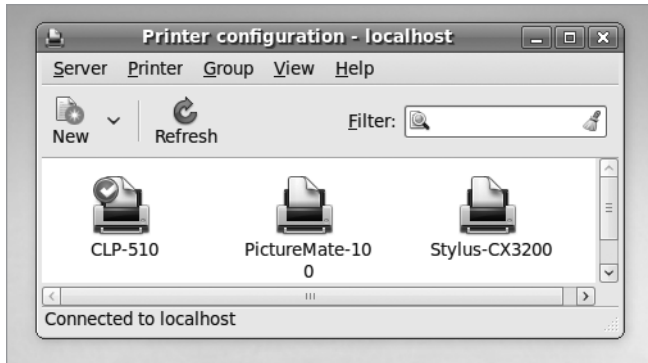 Printer configuration - localhost
Server Printer Group View Help
New Refresh Filter:
CLP-510 PictureMate-10 Stylus-CX3200
0
Connected to localhost